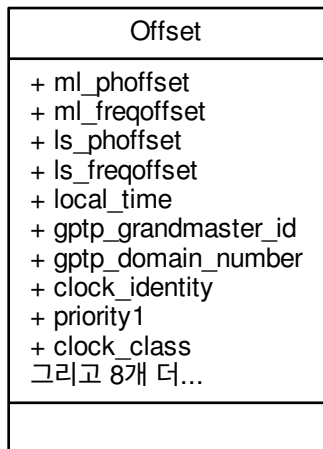 Offset
+ ml_phoffset
+ ml_freqoffset
+ ls_phoffset
+ ls_freqoffset
+ local_time
+ gptp_grandmaster_id
+ gptp_domain_number
+ clock_identity
+ priority1
+ clock_class
그리고 8개 더...